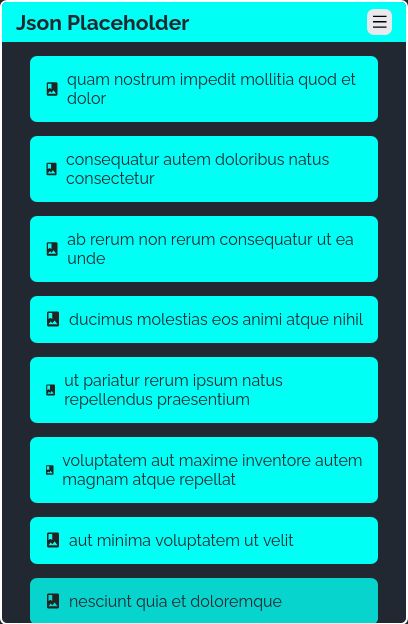 Json Placeholder
quam nostrum impedit mollitia quod et
dolor
consequatur autem doloribus natus
consectetur
ab rerum non rerum consequatur ut ea
unde
ducimus molestias eos animi atque nihil
ut pariatur rerum ipsum natus
repellendus praesentium
voluptatem aut maxime inventore autem
magnam atque repellat
aut minima voluptatem ut velit
nesciunt quia et doloremque